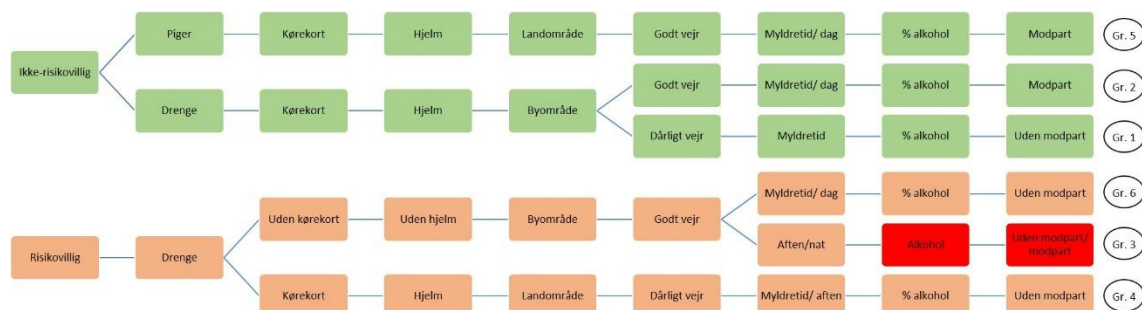 Piger Kørekort Hjelm Landområde Godt vejr Myldretid/ dag % alkohol Modpart Gr. 5
Ikke-risikovillig
Godt vejr Myldretid/ dag % alkohol Modpart Gr. 2
Drenge Kørekort Hjelm Byområde
Dårligt vejr Myldretid % alkohol Uden modpart Gr. 1
Myldretid/ dag % alkohol Uden modpart Gr. 6
Uden kørekort Uden hjelm Byområde Godt vejr
Aften/nat Alkohol Uden modpart/
modpart Gr. 3
Risikovillig Drenge
Kørekort Hjelm Landområde Dårligt vejr Myldretid/ aften % alkohol Uden modpart Gr. 4